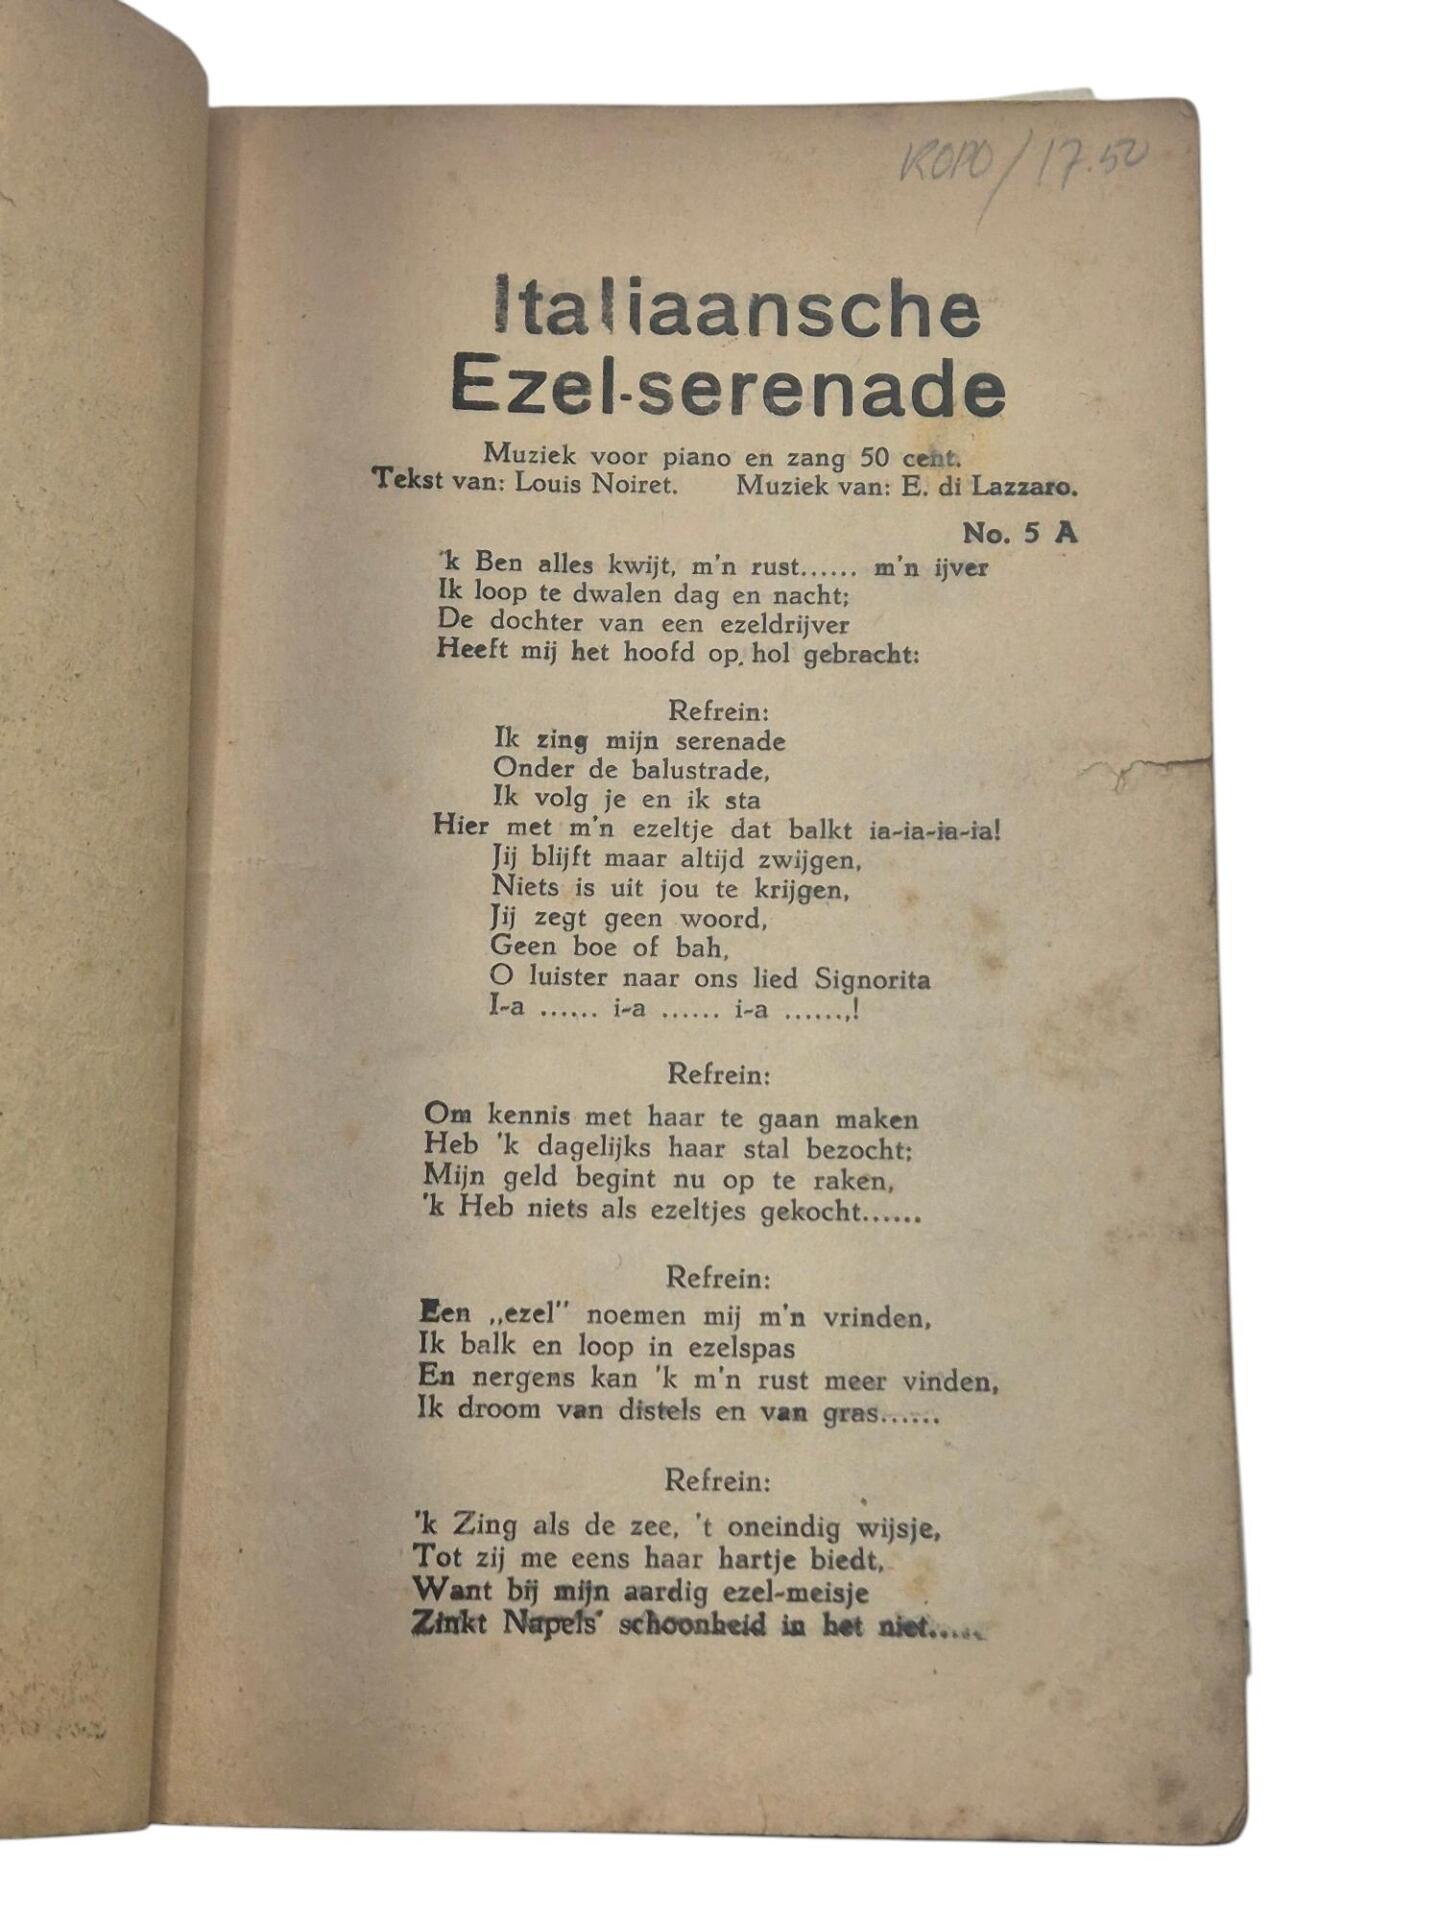 KOPO / 17.50
Italiaansche
Ezel-serenade
Muziek voor piano en zang 50 cent.
Tekst van: Louis Noiret. Muziek van: E. di Lazzaro.
No. 5 A
'k Ben alles kwijt, m'n rust...... m'n ijver
Ik loop te dwalen dag en nacht;
De dochter van een ezeldrijver
Heeft mij het hoofd op hol gebracht:
Refrein:
Ik zing mijn serenade
Onder de balustrade,
Ik volg je en ik sta
Hier met m'n ezeltje dat balkt ia-ia-ia-ia!
Jij blijft maar altijd zwijgen,
Niets is uit jou te krijgen,
Jij zegt geen woord,
Geen boe of bah,
O luister naar ons lied Signorita
I-a ...... i-a ...... i-a ......,!
Refrein:
Om kennis met haar te gaan maken
Heb 'k dagelijks haar stal bezocht;
Mijn geld begint nu op te raken,
'k Heb niets als ezeltjes gekocht......
Refrein:
Een „ezel" noemen mij m'n vrinden,
Ik balk en loop in ezelspas
En nergens kan 'k m'n rust meer vinden,
Ik droom van distels en van gras......
Refrein:
'k Zing als de zee, 't oneindig wijsje,
Tot zij me eens haar hartje biedt,
Want bij mijn aardig ezel-meisje
Zinkt Napels' schoonheid in het niet......